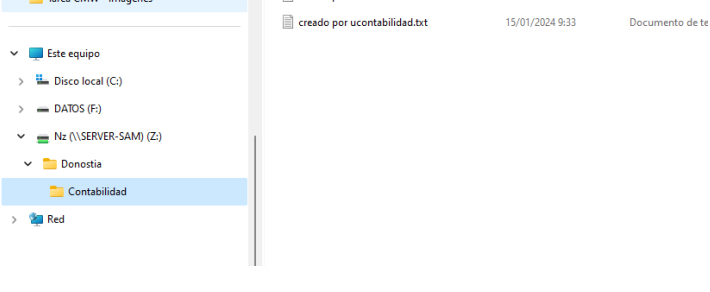 creado por ucontabilidad.txt 15/01/2024 9:33 Documento de te
Este equipo
Disco local (C:)
DATOS (F:)
Nz (\\SERVER-SAM) (Z:)
Donostia
Contabilidad
Red